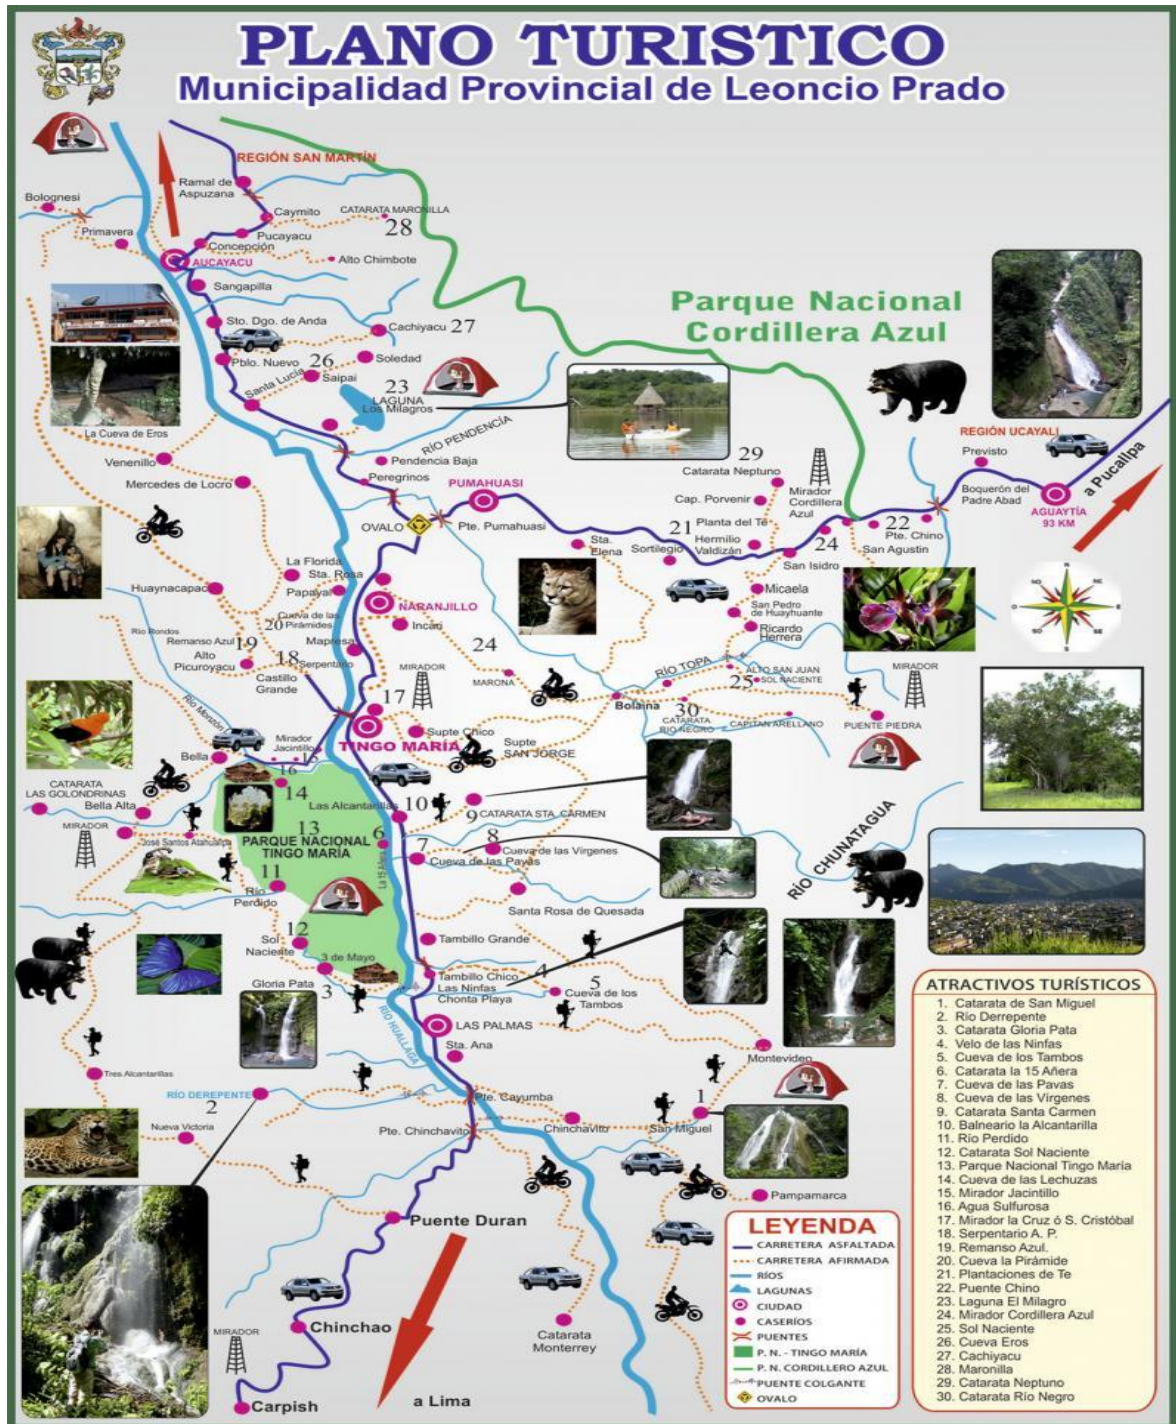 PLANO TURISTICO
Municipalidad Provincial de Leoncio Prado
REGIÓN SAN MARTÍN
Ramal de
Aspuzana
Bolognesi
Caymito
CATARATA MARONILLA
28
Primavera
Pucayacu
Concepción
Alto Chimbote
AUCAYACU
Sangapilla
Parque Nacional
Cordillera Azul
Sto. Dgo. de Anda
Cachiyacu 27
Pblo. Nuevo
Soledad
26
Saipai
Santa Lucía
23
LAGUNA
Los Milagros
La Cueva de Eros
RÍO PENDENCÍA
REGIÓN UCAYALI
Previsto
a Pucallpa
Venenillo
Pendencia Baja
29
Catarata Neptuno
Mercedes de Locro
Peregrinos
PUMAHUASI
Mirador
Cordillera
Azul
Cap. Porvenir
Boquerón del
Padre Abad
AGUAYTÍA
93 KM
OVALO
Pte. Pumahuasi
21
Planta del Té
22
Pte. Chino
Sta.
Elena
Sortilegio
Hermilio
Valdizán
24
San Agustin
San Isidro
La Florida
Sta. Rosa
Huaynacapac
Papayal
Micaela
NARANJILLO
San Pedro
de Huayhuante
20
Cueva de las
Pirámides
Incari
Ricardo
Herrera
N
NO
NE
O
E
SO
SE
S
Río Rondos
Remanso Azul
19
Mapresa
Alto
Picuroyacu
18
Serpentario
24
MARONA
RÍO TOPA
ALTO SAN JUAN
SOL NACIENTE
25
MIRADOR
Castillo
Grande
MIRADOR
17
Bolaina
30
CATARATA
RÍO NEGRO
CAPITAN ARELLANO
PUENTE PIEDRA
Río Monzón
TINGO MARÍA
Supte Chico
Supte
SAN JORGE
Mirador
Jacintillo
15
Bella
16
14
CATARATA
LAS GOLONDRINAS
Bella Alta
Las Alcantarillas
10
9
CATARATA STA. CARMEN
MIRADOR
José Santos Atahualpa
13
PARQUE NACIONAL
TINGO MARÍA
6
La 15 Añera
7
Cueva de las Pavas
8
Cueva de las Vírgenes
RÍO CHUNATAGUA
11
Río
Perdido
Santa Rosa de Quesada
12
Sol
Naciente
Tambillo Grande
3 de Mayo
Gloria Pata
3
Tambillo Chico
Las Ninfas
Chonta Playa
4
5
Cueva de los
Tambos
RÍO HUALLAGA
LAS PALMAS
Sta. Ana
Montevideo
Tres Alcantarillas
RÍO DEREPENTE
2
Pte. Cayumba
1
Nueva Victoria
Pte. Chinchavito
Chinchavito
San Miguel
Pampamarca
Puente Duran
Chinchao
MIRADOR
Catarata
Monterrey
Carpish
a Lima
LEYENDA
CARRETERA ASFALTADA
CARRETERA AFIRMADA
RÍOS
LAGUNAS
CIUDAD
CASERÍOS
PUENTES
P. N. - TINGO MARÍA
P. N. CORDILLERO AZUL
PUENTE COLGANTE
OVALO
ATRACTIVOS TURÍSTICOS
1. Catarata de San Miguel
2. Río Derrepente
3. Catarata Gloria Pata
4. Velo de las Ninfas
5. Cueva de los Tambos
6. Catarata la 15 Añera
7. Cueva de las Pavas
8. Cueva de las Vírgenes
9. Catarata Santa Carmen
10. Balneario la Alcantarilla
11. Río Perdido
12. Catarata Sol Naciente
13. Parque Nacional Tingo María
14. Cueva de las Lechuzas
15. Mirador Jacintillo
16. Agua Sulfurosa
17. Mirador la Cruz ó S. Cristóbal
18. Serpentario A. P.
19. Remanso Azul.
20. Cueva la Pirámide
21. Plantaciones de Te
22. Puente Chino
23. Laguna El Milagro
24. Mirador Cordillera Azul
25. Sol Naciente
26. Cueva Eros
27. Cachiyacu
28. Maronilla
29. Catarata Neptuno
30. Catarata Río Negro